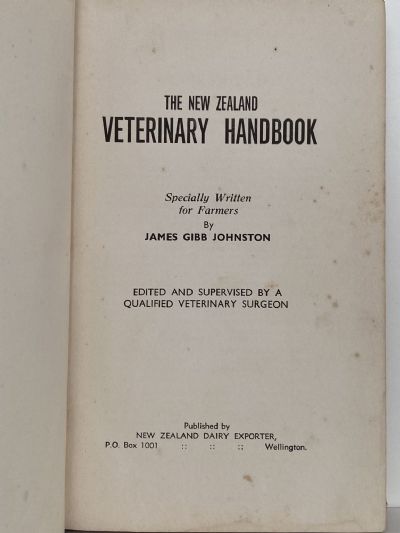 THE NEW ZEALAND
VETERINARY HANDBOOK
Specially Written
for Farmers
By
JAMES GIBB JOHNSTON
EDITED AND SUPERVISED BY A
QUALIFIED VETERINARY SURGEON
Published by
NEW ZEALAND DAIRY EXPORTER,
P.O. Box 1001 :: :: :: Wellington.